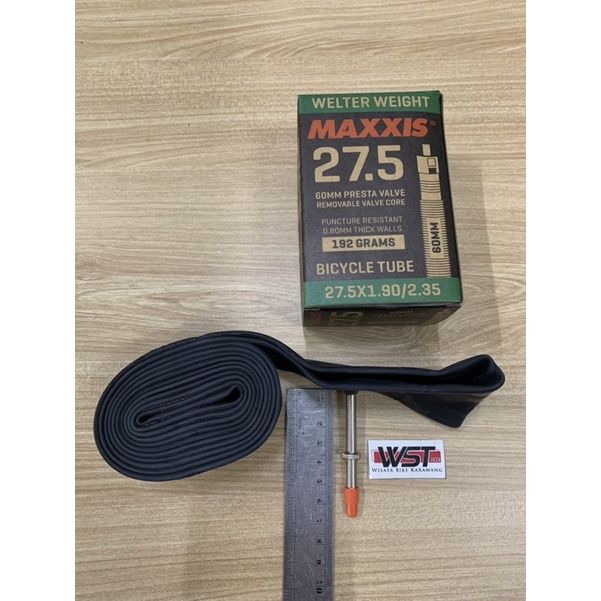 WELTER WEIGHT
MAXXIS®
27.5
60MM PRESTA VALVE
REMOVABLE VALVE CORE
PUNCTURE RESISTANT
0.80MM THICK WALLS
192 GRAMS
60MM
BICYCLE TUBE
27.5X1.90/2.35
WST
WISATA BIKE KARAWANG